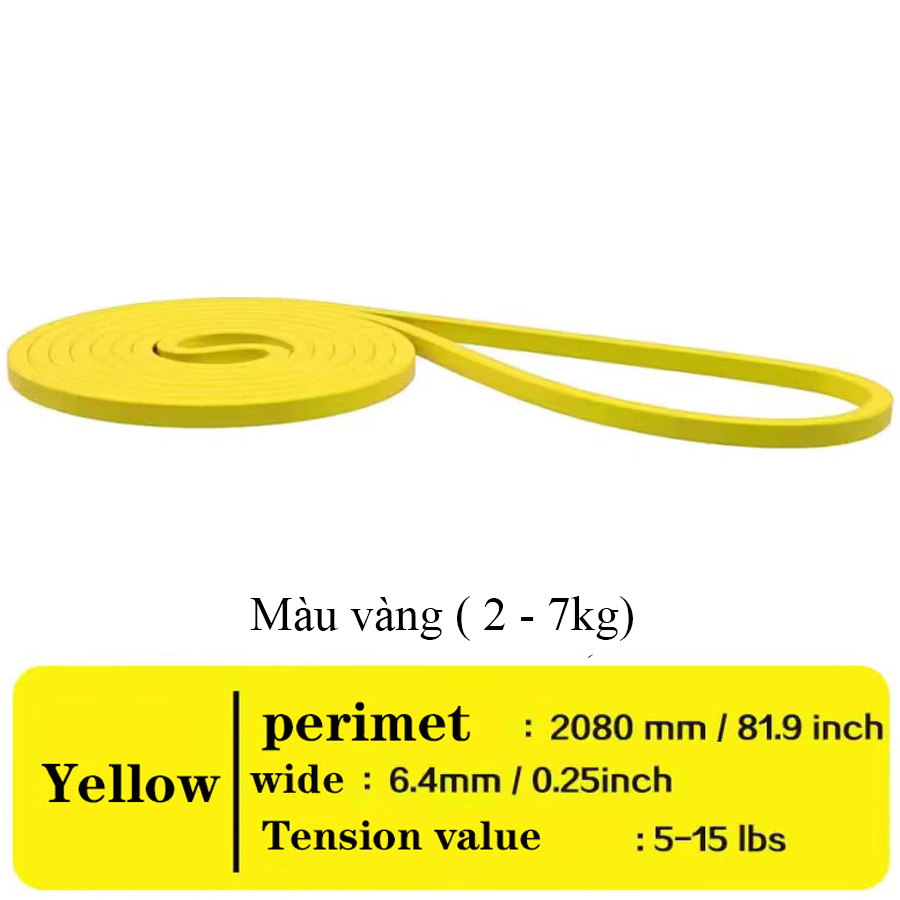 Màu vàng ( 2 - 7kg)
Yellow
perimet : 2080 mm / 81.9 inch
wide : 6.4mm / 0.25inch
Tension value : 5-15 lbs